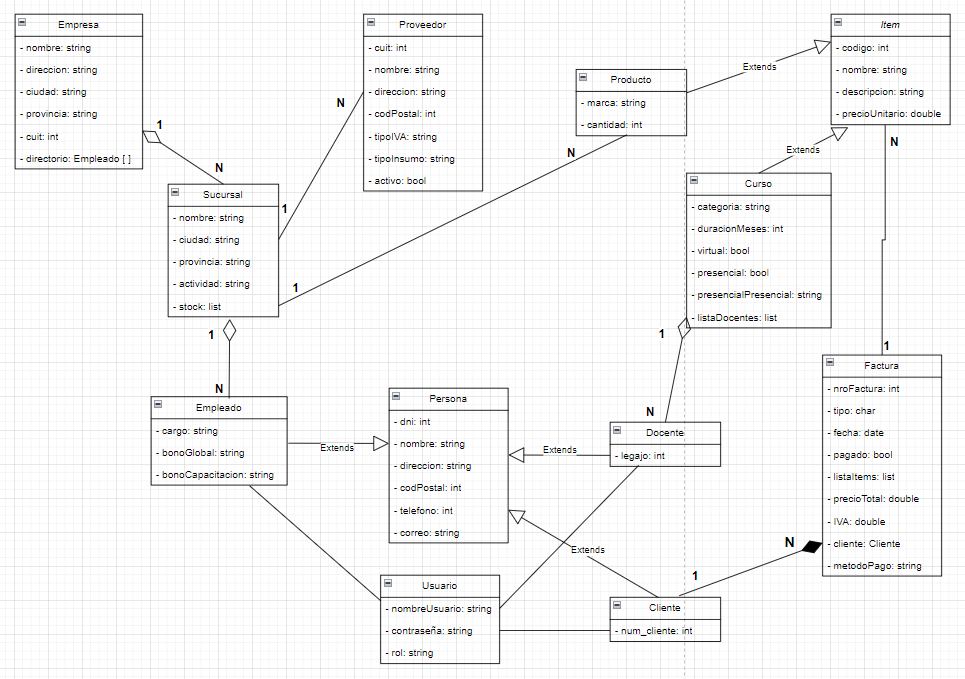 Empresa
- nombre: string
- direccion: string
- ciudad: string
- provincia: string
- cuit: int
- directorio: Empleado [ ]
1
N
Proveedor
- cuit: int
- nombre: string
- direccion: string
- codPostal: int
- tipoIVA: string
- tipoInsumo: string
- activo: bool
N
1
Producto
- marca: string
- cantidad: int
N
1
Extends
Item
- codigo: int
- nombre: string
- descripcion: string
- precioUnitario: double
N
1
Extends
Sucursal
- nombre: string
- ciudad: string
- provincia: string
- actividad: string
- stock: list
1
N
Curso
- categoria: string
- duracionMeses: int
- virtual: bool
- presencial: bool
- presencialPresencial: string
- listaDocentes: list
1
N
Factura
- nroFactura: int
- tipo: char
- fecha: date
- pagado: bool
- listaItems: list
- precioTotal: double
- IVA: double
- cliente: Cliente
- metodoPago: string
N
1
Empleado
- cargo: string
- bonoGlobal: string
- bonoCapacitacion: string
Extends
Persona
- dni: int
- nombre: string
- direccion: string
- codPostal: int
- telefono: int
- correo: string
Extends
Docente
- legajo: int
Extends
Usuario
- nombreUsuario: string
- contraseña: string
- rol: string
Cliente
- num_cliente: int